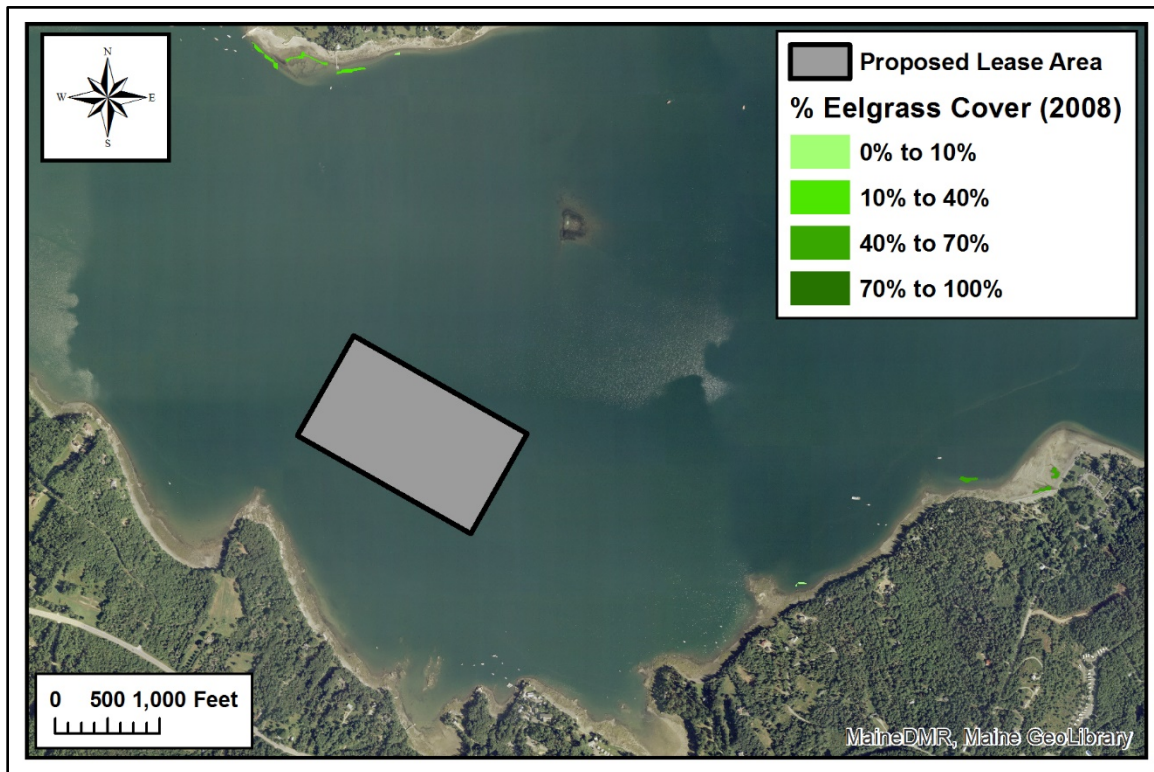 N
W E
S
Proposed Lease Area
% Eelgrass Cover (2008)
0% to 10%
10% to 40%
40% to 70%
70% to 100%
0 500 1,000 Feet
MaineDMR, Maine GeoLibrary